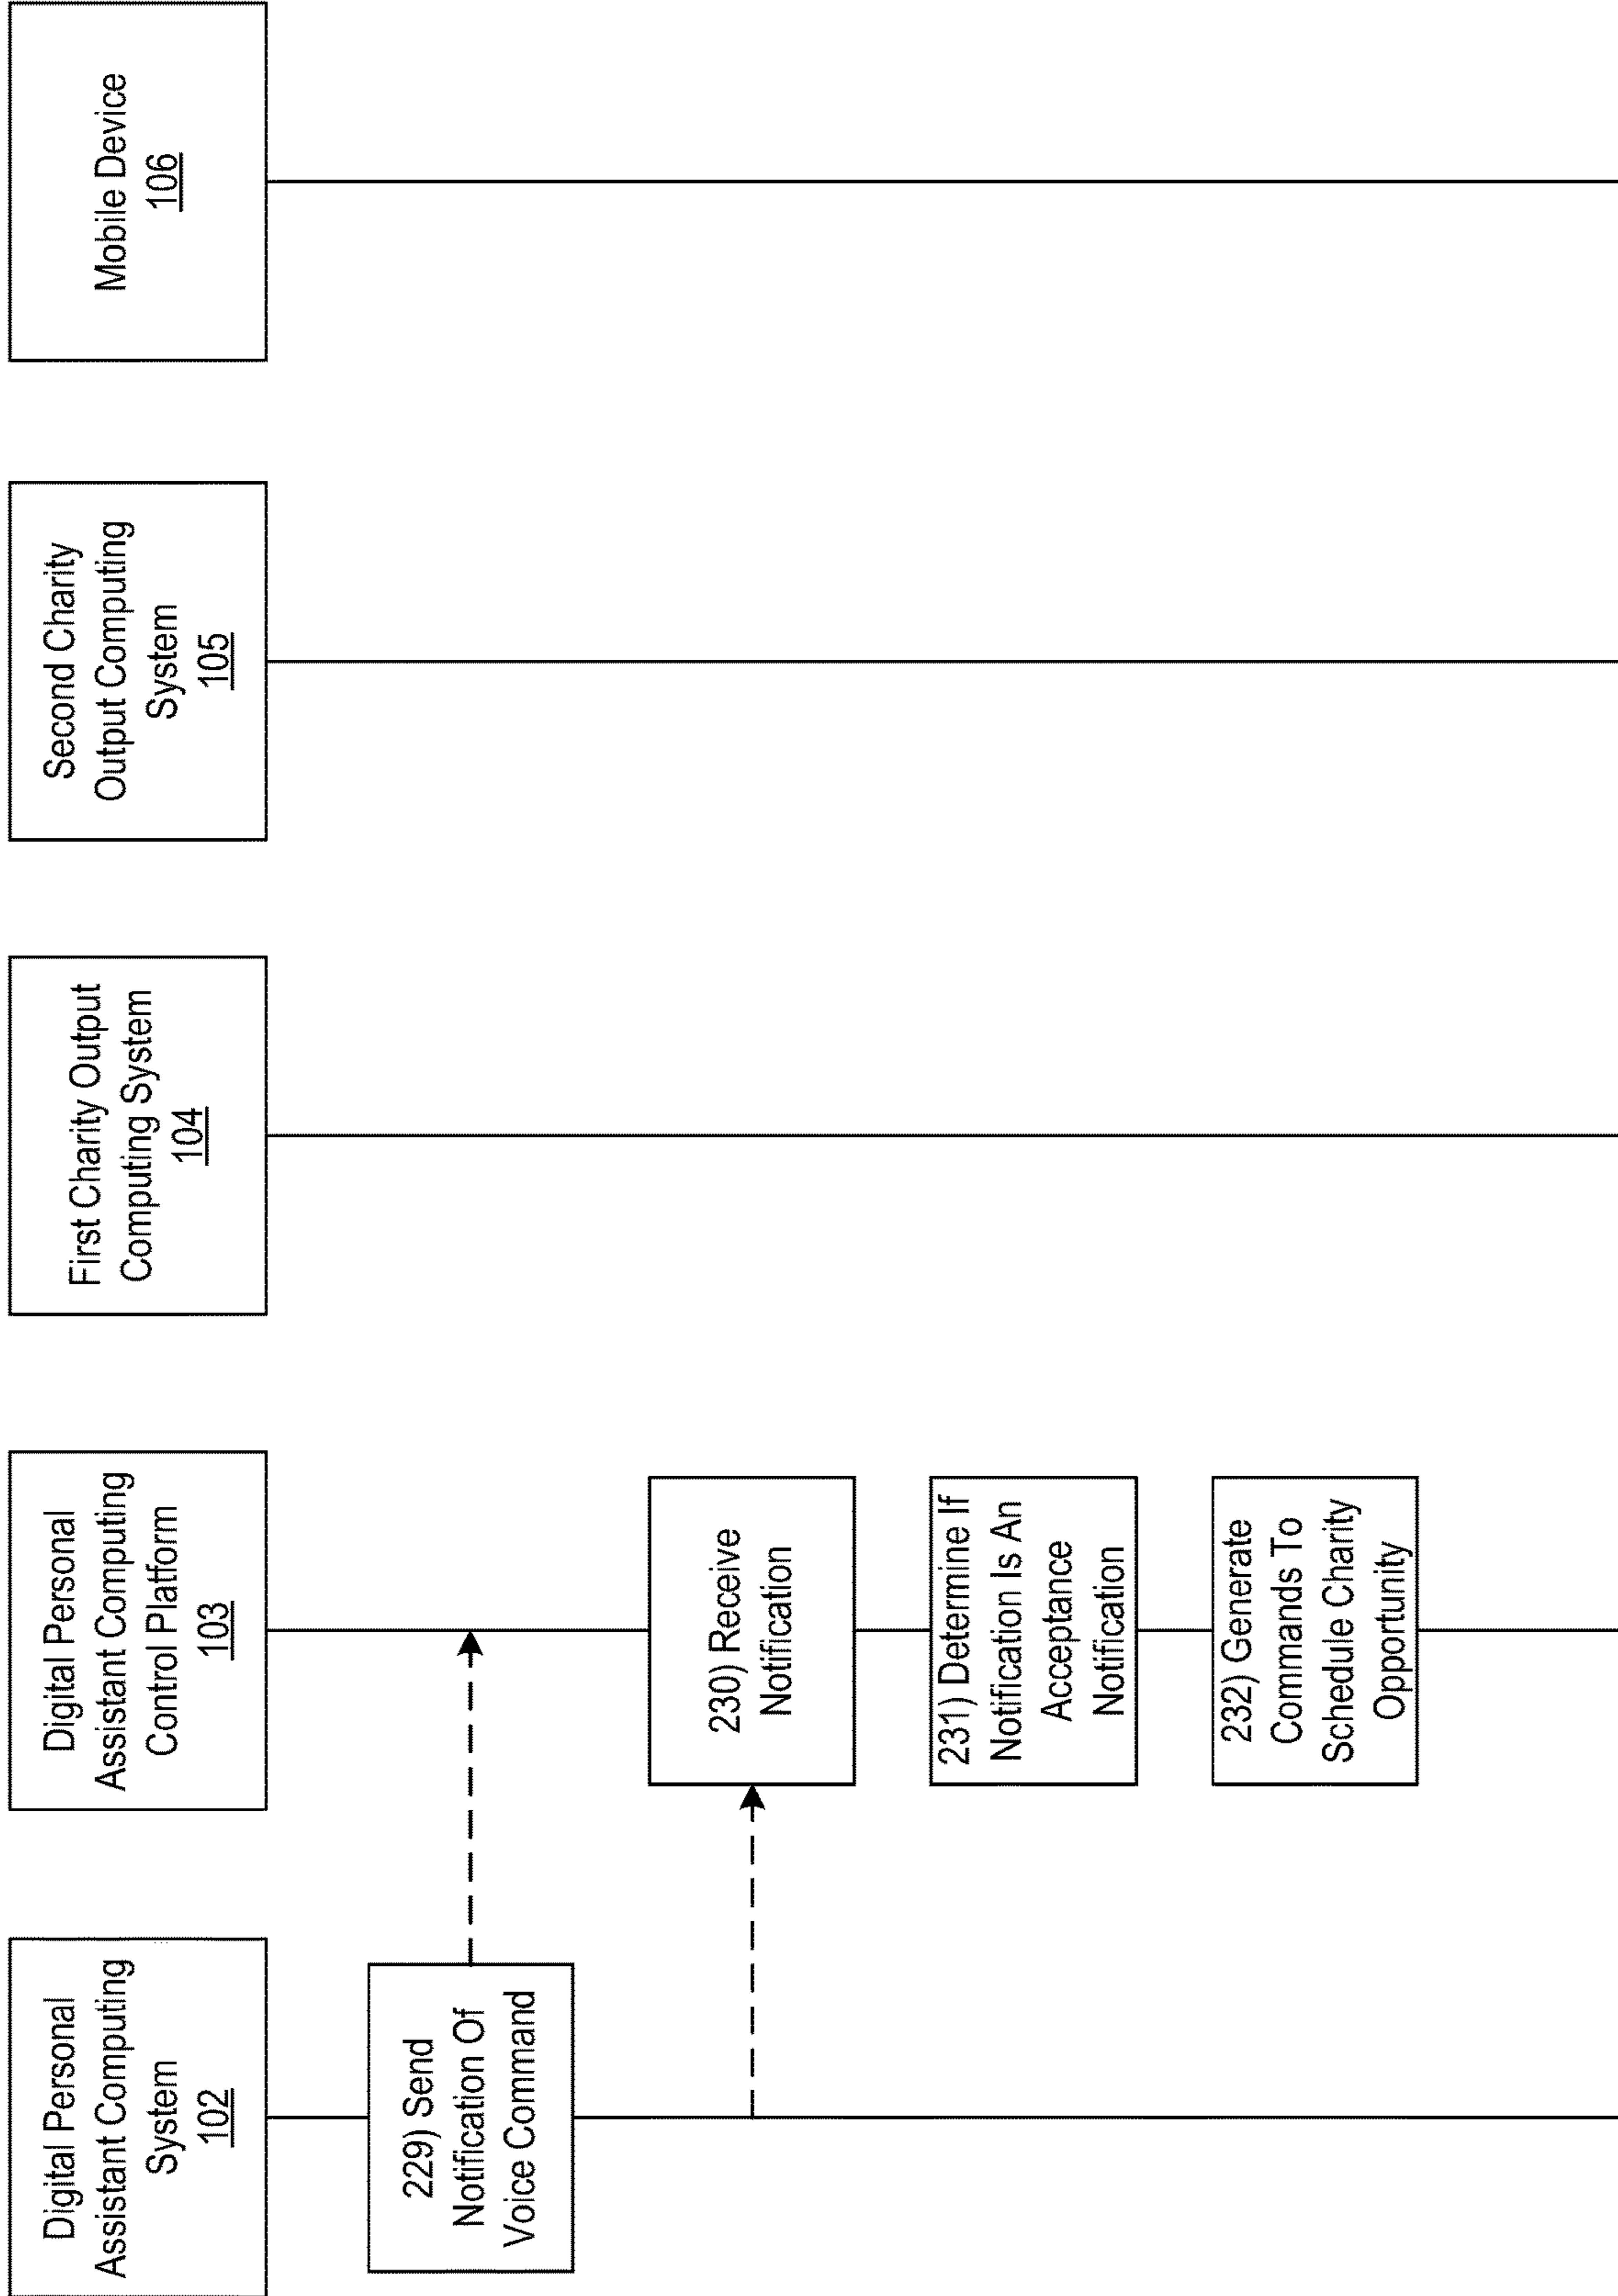 Digital Personal
Assistant Computing
System
102
Digital Personal
Assistant Computing
Control Platform
103
First Charity Output
Computing System
104
Second Charity
Output Computing
System
105
Mobile Device
106
229) Send
Notification Of
Voice Command
230) Receive
Notification
231) Determine If
Notification Is An
Acceptance
Notification
232) Generate
Commands To
Schedule Charity
Opportunity